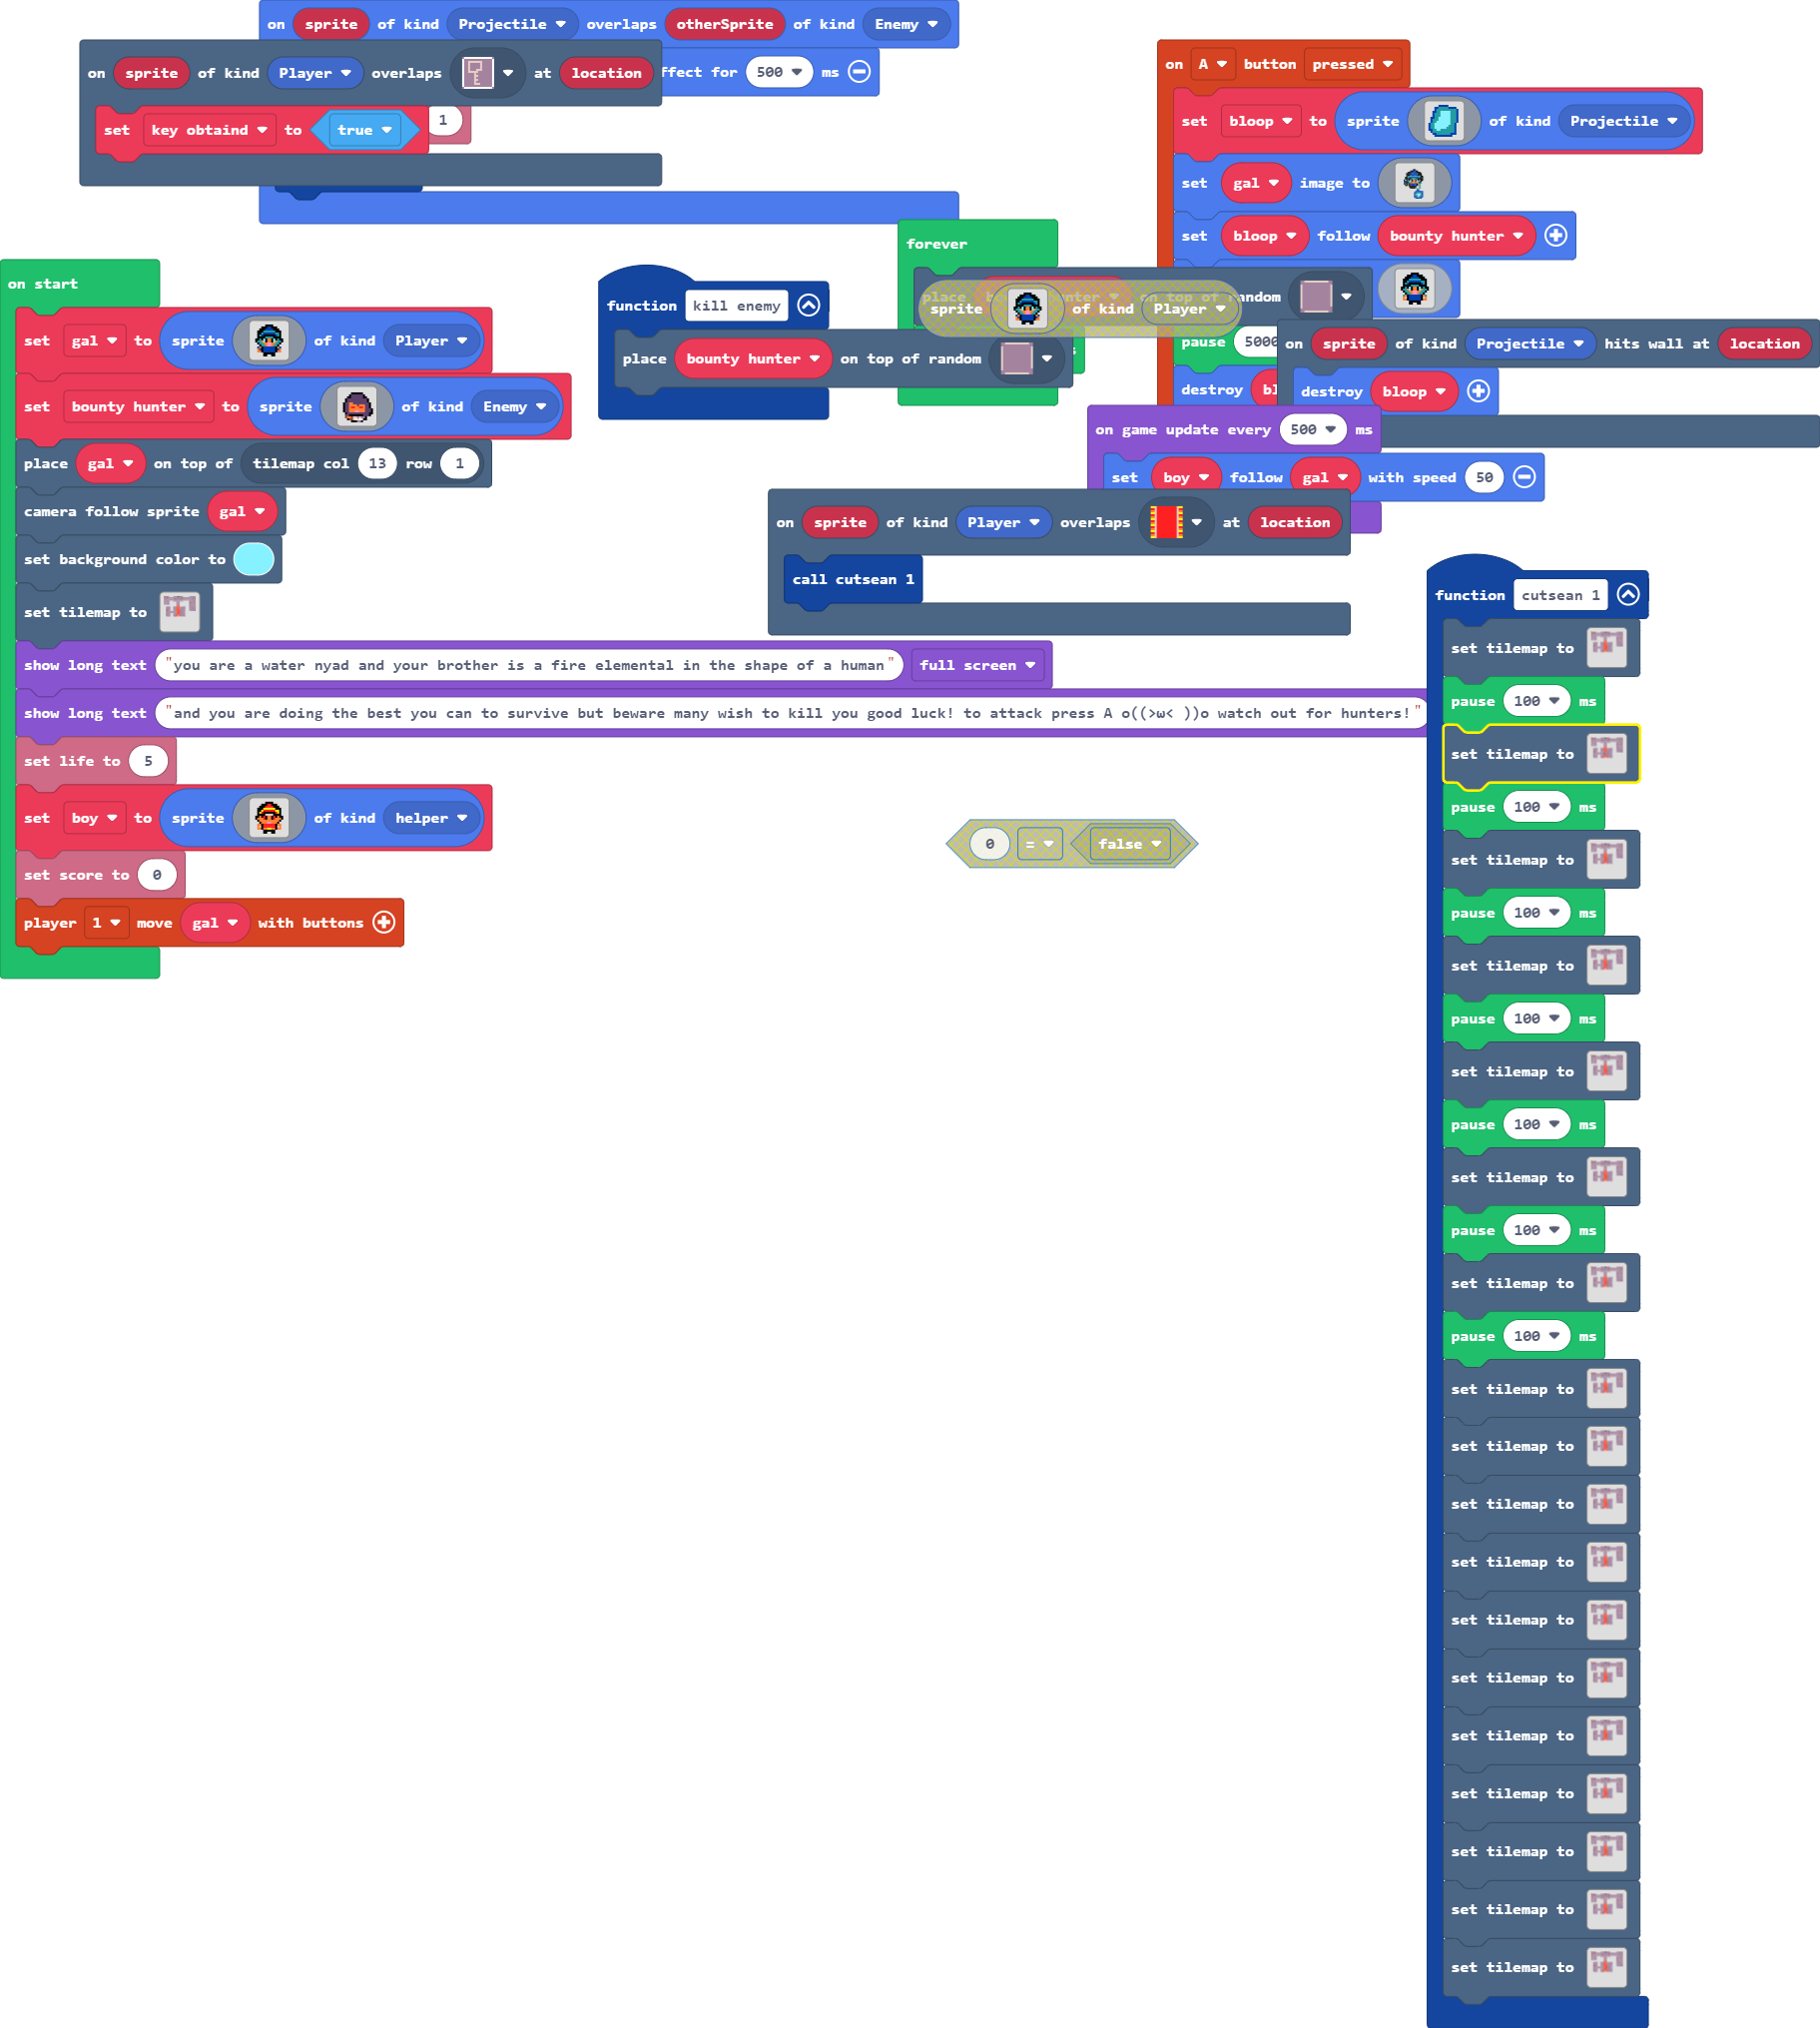 on sprite of kind Projectile overlaps otherSprite of kind Enemy
ffect for 500 ms
1
on sprite of kind Player overlaps at location
set key obtaind to true
on start
set gal to sprite of kind Player
set bounty hunter to sprite of kind Enemy
place gal on top of tilemap col 13 row 1
camera follow sprite gal
set background color to
set tilemap to
show long text "you are a water nyad and your brother is a fire elemental in the shape of a human" full screen
show long text "and you are doing the best you can to survive but beware many wish to kill you good luck! to attack press A o((>ω< ))o watch out for hunters!"
set life to 5
set boy to sprite of kind helper
set score to 0
player 1 move gal with buttons
function kill enemy
place bounty hunter on top of random
forever
place on top of random
sprite of kind Player
on A button pressed
set bloop to sprite of kind Projectile
set gal image to
set bloop follow bounty hunter
pause 5000
destroy
on sprite of kind Projectile hits wall at location
destroy bloop
on game update every 500 ms
set boy follow gal with speed 50
on sprite of kind Player overlaps at location
call cutsean 1
0 = false
function cutsean 1
set tilemap to
pause 100 ms
set tilemap to
pause 100 ms
set tilemap to
pause 100 ms
set tilemap to
pause 100 ms
set tilemap to
pause 100 ms
set tilemap to
pause 100 ms
set tilemap to
pause 100 ms
set tilemap to
set tilemap to
set tilemap to
set tilemap to
set tilemap to
set tilemap to
set tilemap to
set tilemap to
set tilemap to
set tilemap to
set tilemap to